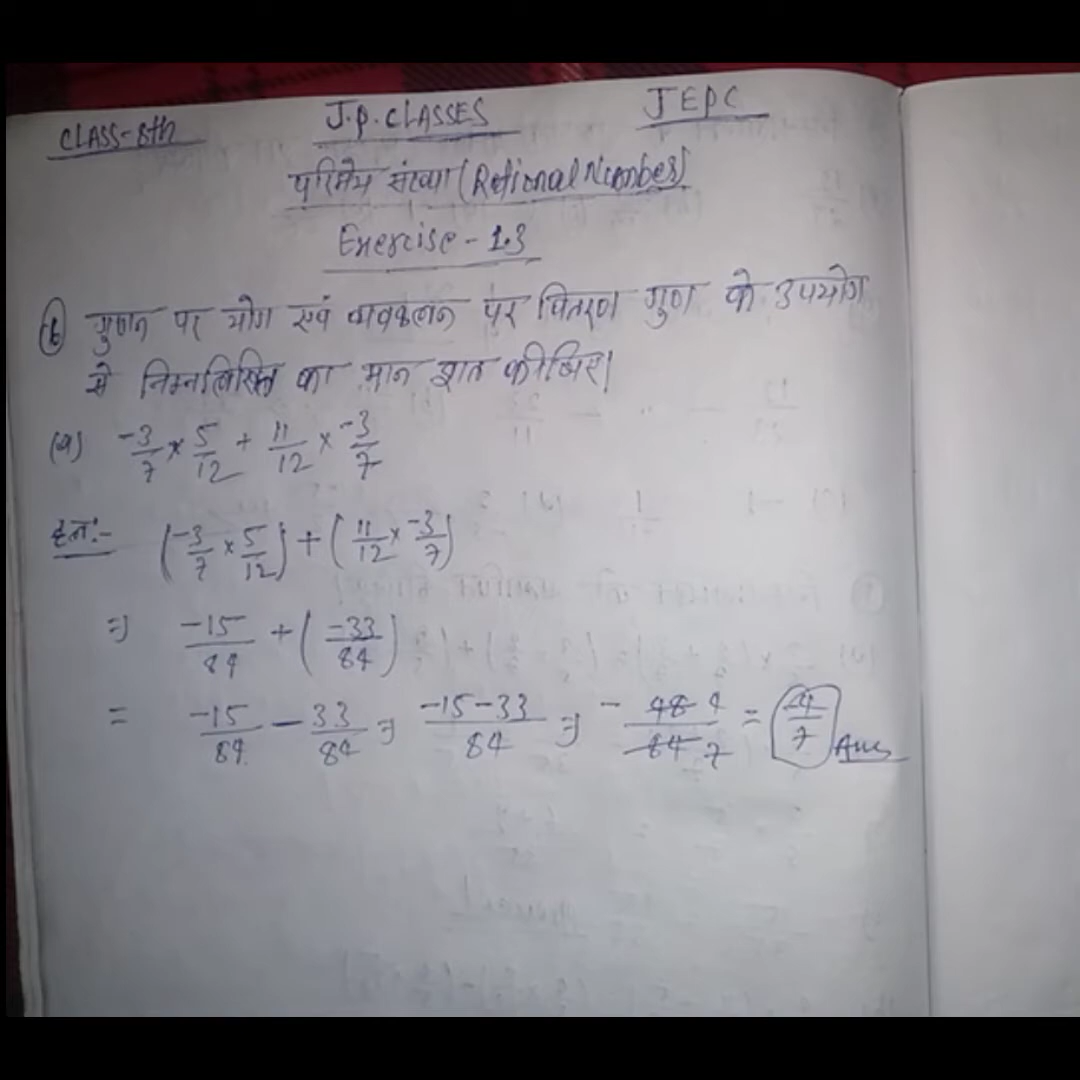 CLASS-8th J.P. CLASSES JEPC
परिमेय संख्या (Rational Number)
Exercise - 1.3
⑥ गुणन पर योग एवं व्यवकलन पर वितरण गुण के उपयोग
से निम्नलिखित का मान ज्ञात कीजिए।
(a) -3/7 × 5/12 + 11/12 × -3/7
हल:- (-3/7 × 5/12) + (11/12 × -3/7)
⇒ -15/84 + (-33/84)
= -15/84 - 33/84 ⇒ -15-33/84 ⇒ - 48 4/84 7 = -4/7 Ans